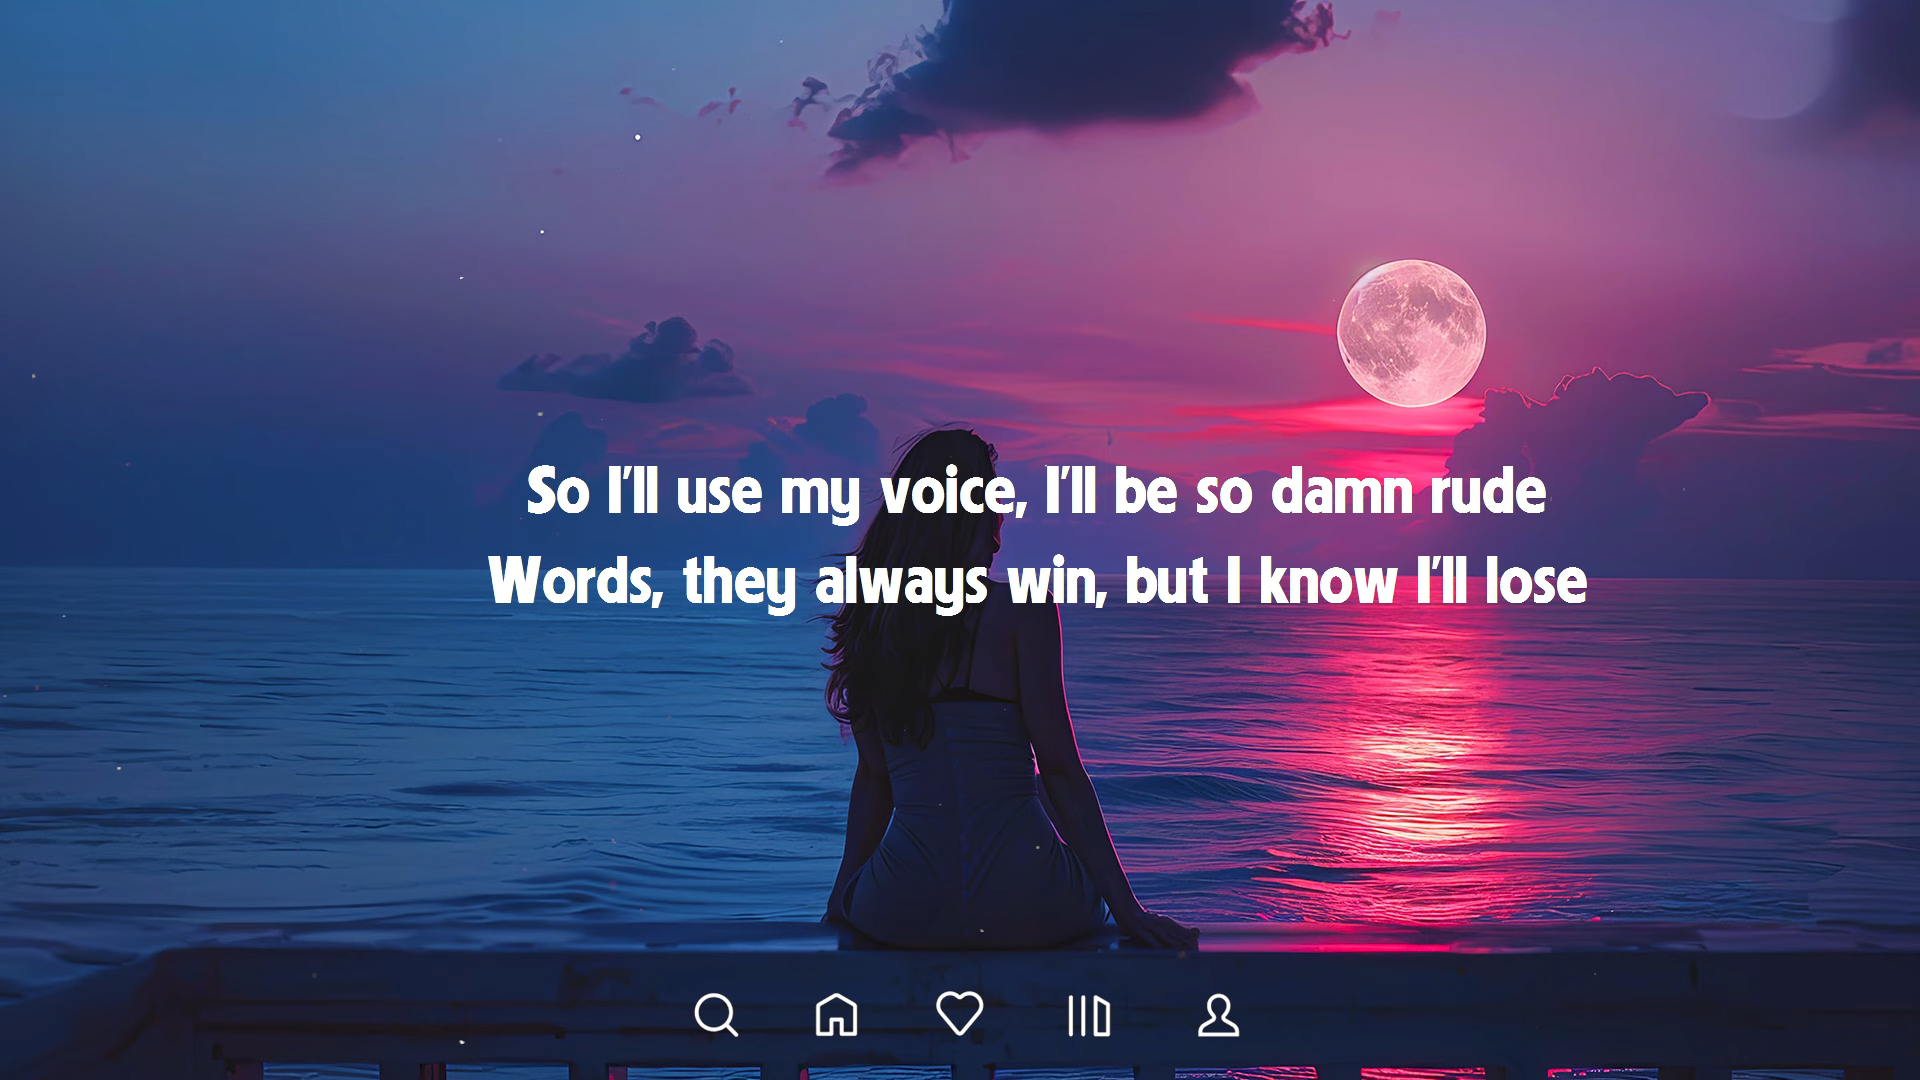 So I'll use my voice, I'll be so damn rude
Words, they always win, but I know I'll lose